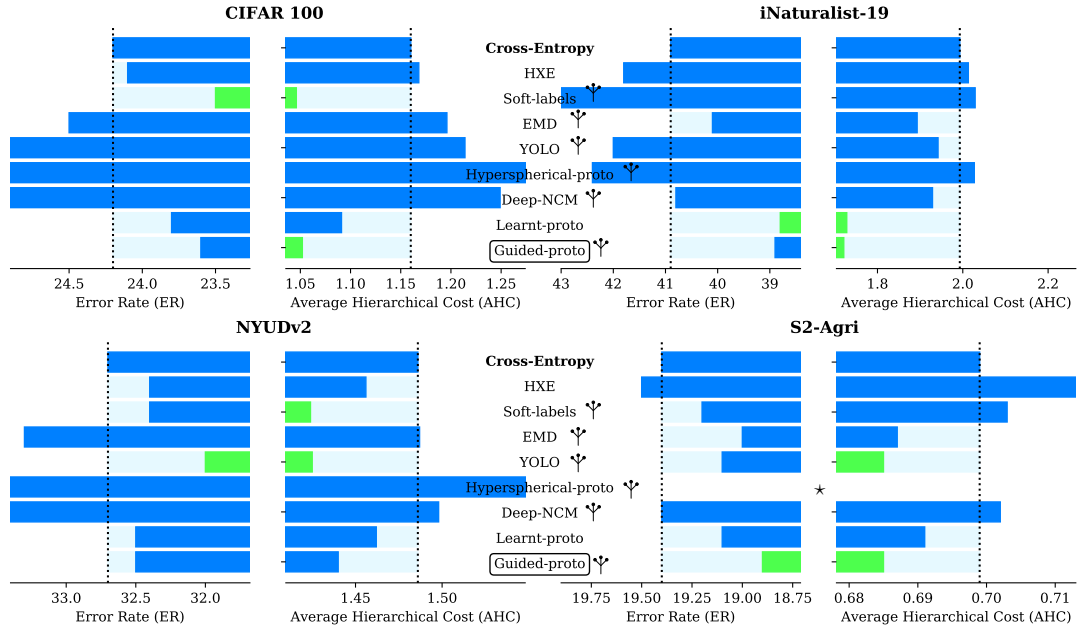 CIFAR 100
iNaturalist-19
Cross-Entropy
HXE
Soft-labels
EMD
YOLO
Hyperspherical-proto
Deep-NCM
Learnt-proto
Guided-proto
24.5 24.0 23.5
1.05 1.10 1.15 1.20 1.25
43 42 41 40 39
1.8 2.0 2.2
Error Rate (ER)
Average Hierarchical Cost (AHC)
Error Rate (ER)
Average Hierarchical Cost (AHC)
NYUDv2
S2-Agri
Cross-Entropy
HXE
Soft-labels
EMD
YOLO
Hyperspherical-proto
Deep-NCM
Learnt-proto
Guided-proto
33.0 32.5 32.0
1.45 1.50
19.75 19.50 19.25 19.00 18.75
0.68 0.69 0.70 0.71
Error Rate (ER)
Average Hierarchical Cost (AHC)
Error Rate (ER)
Average Hierarchical Cost (AHC)